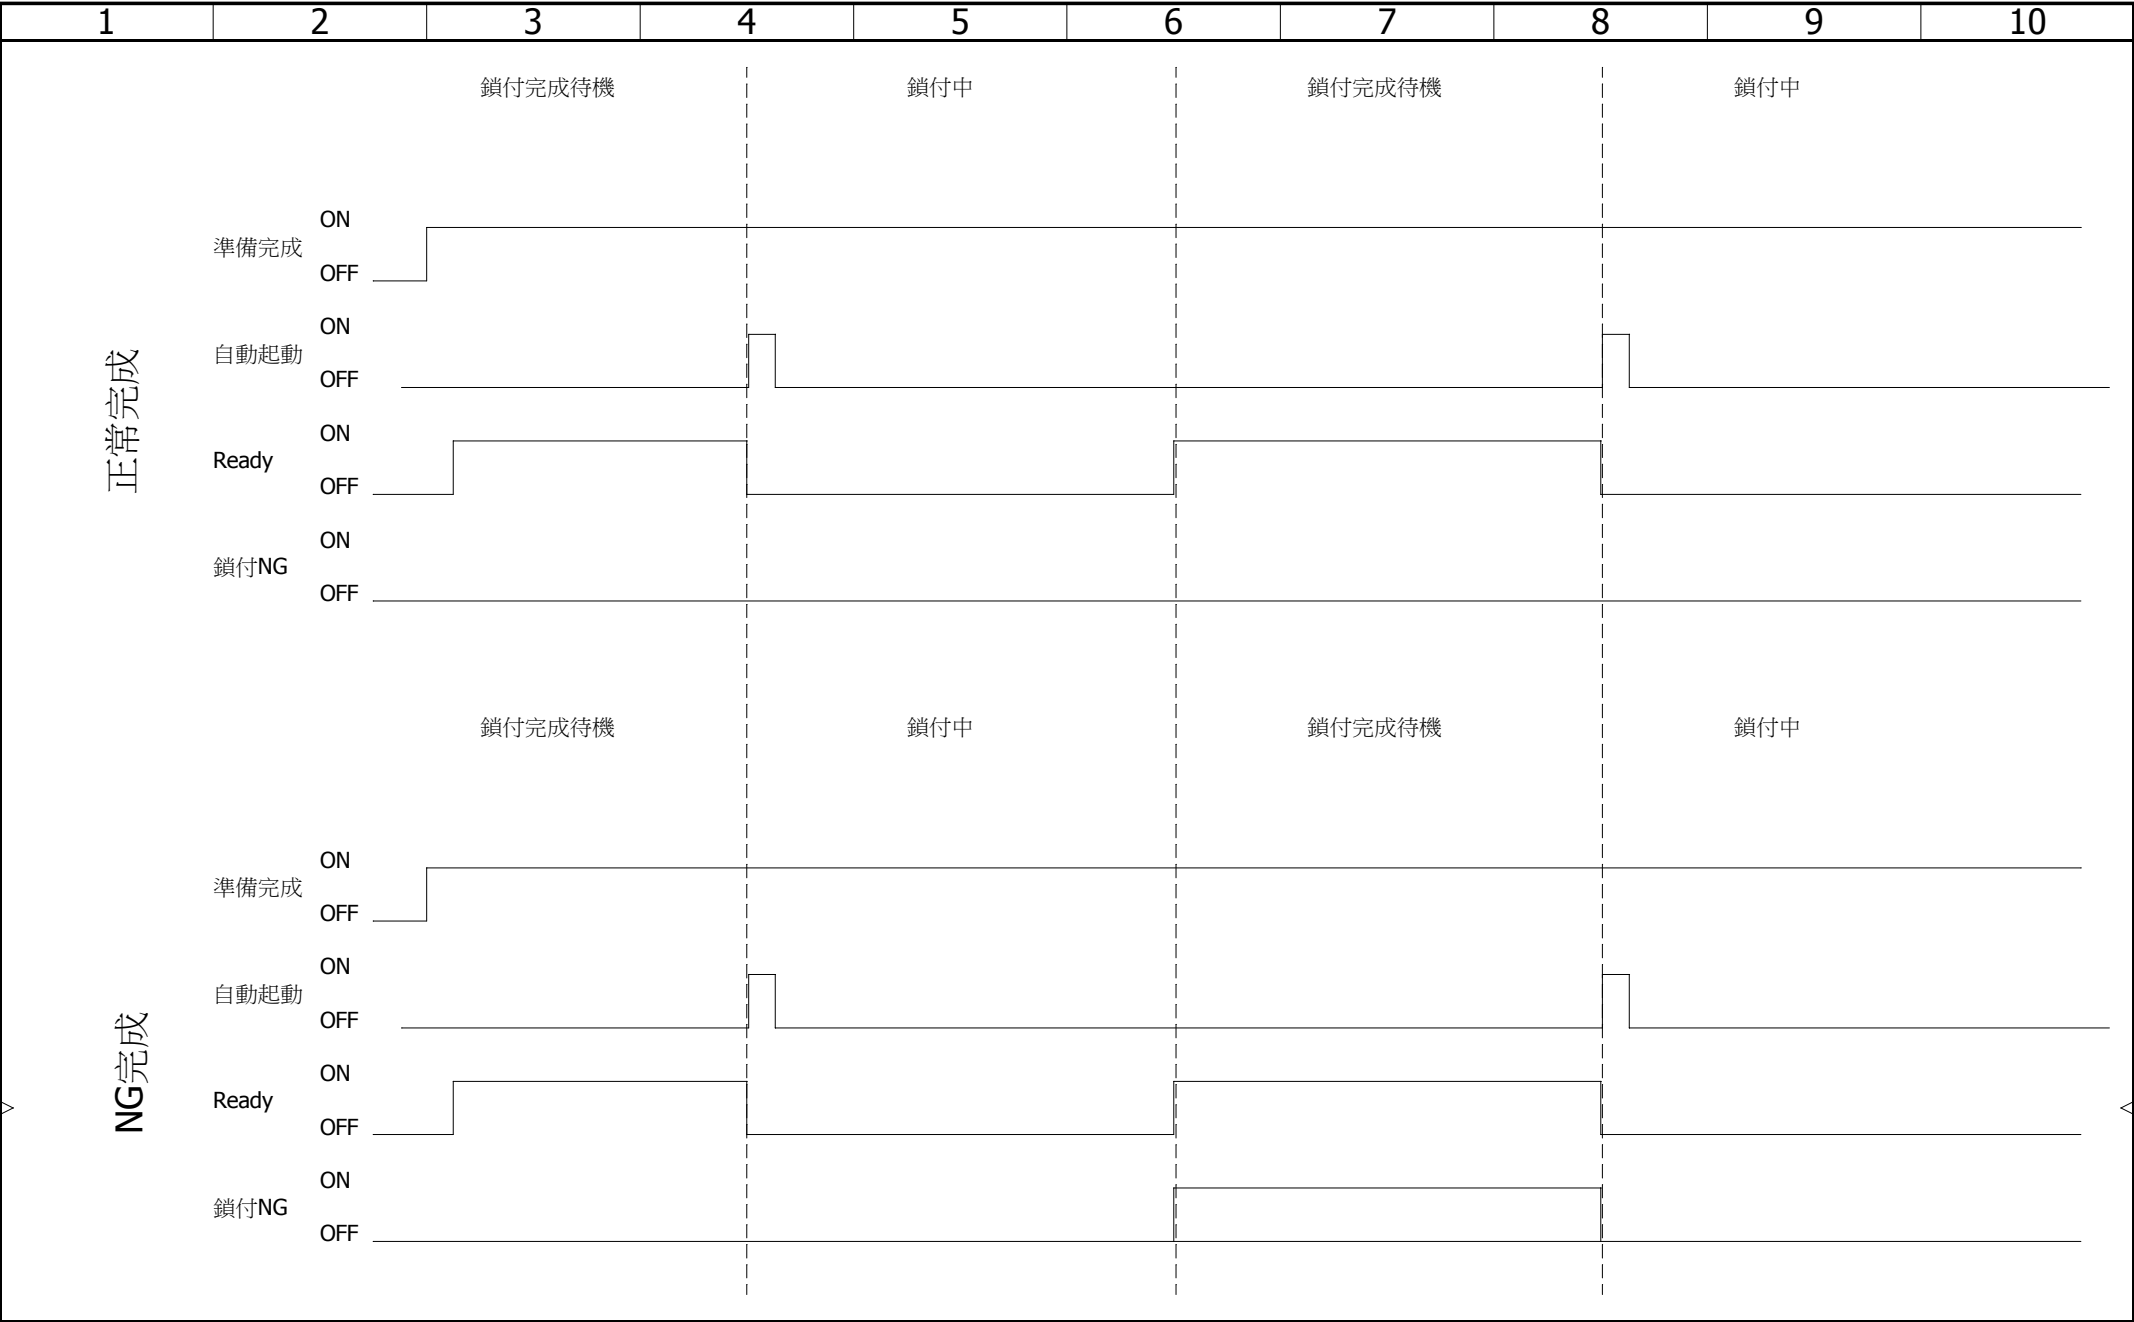 1 2 3 4 5 6 7 8 9 10
鎖付完成待機 鎖付中 鎖付完成待機 鎖付中
正常完成
準備完成 ON OFF
自動起動 ON OFF
Ready ON OFF
鎖付NG ON OFF
鎖付完成待機 鎖付中 鎖付完成待機 鎖付中
NG完成
準備完成 ON OFF
自動起動 ON OFF
Ready ON OFF
鎖付NG ON OFF